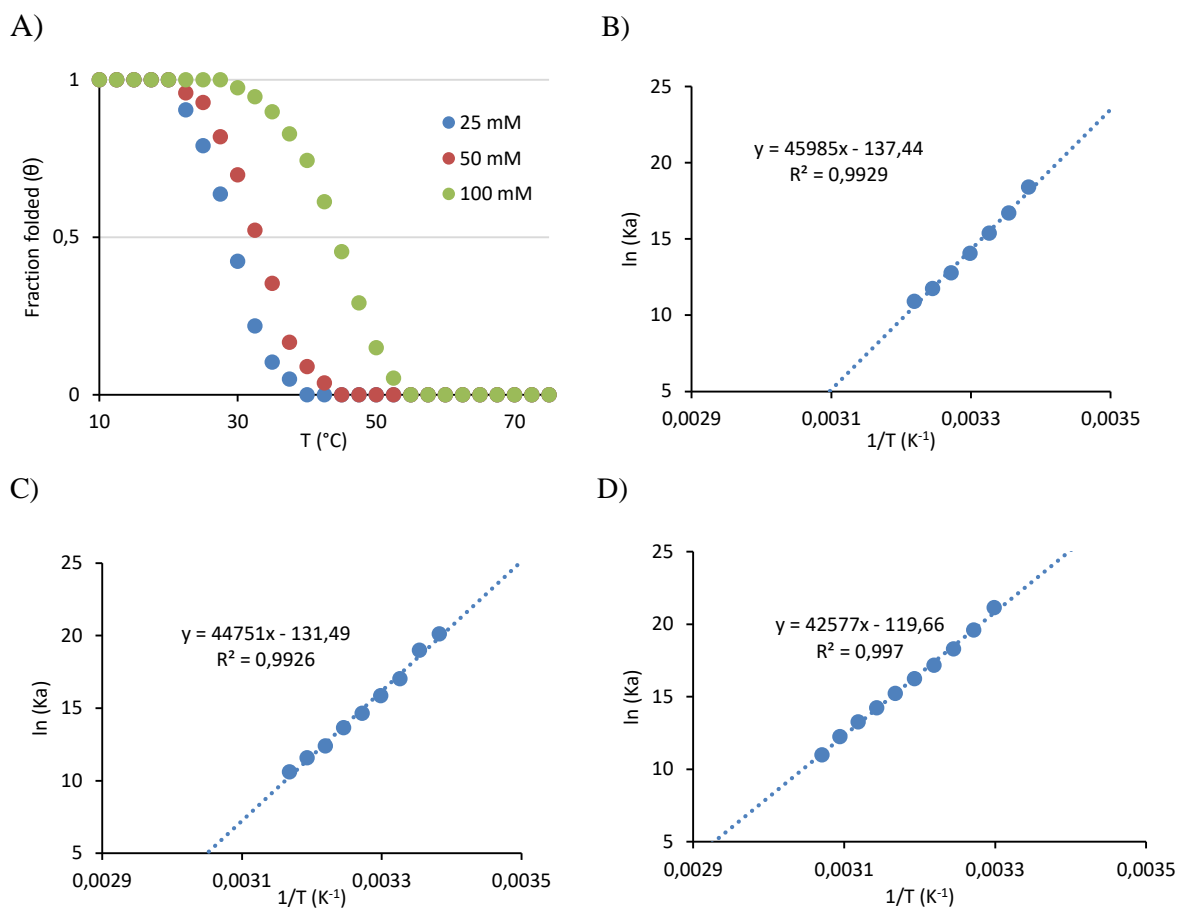 A)
Fraction folded (θ)
1
0,5
0
10
30
50
70
T (°C)
25 mM
50 mM
100 mM
B)
ln (Ka)
25
20
15
10
5
y = 45985x - 137,44
R² = 0,9929
0,0029
0,0031
0,0033
0,0035
1/T (K⁻¹)
C)
ln (Ka)
25
20
15
10
5
y = 44751x - 131,49
R² = 0,9926
0,0029
0,0031
0,0033
0,0035
1/T (K⁻¹)
D)
ln (Ka)
25
20
15
10
5
y = 42577x - 119,66
R² = 0,997
0,0029
0,0031
0,0033
0,0035
1/T (K⁻¹)